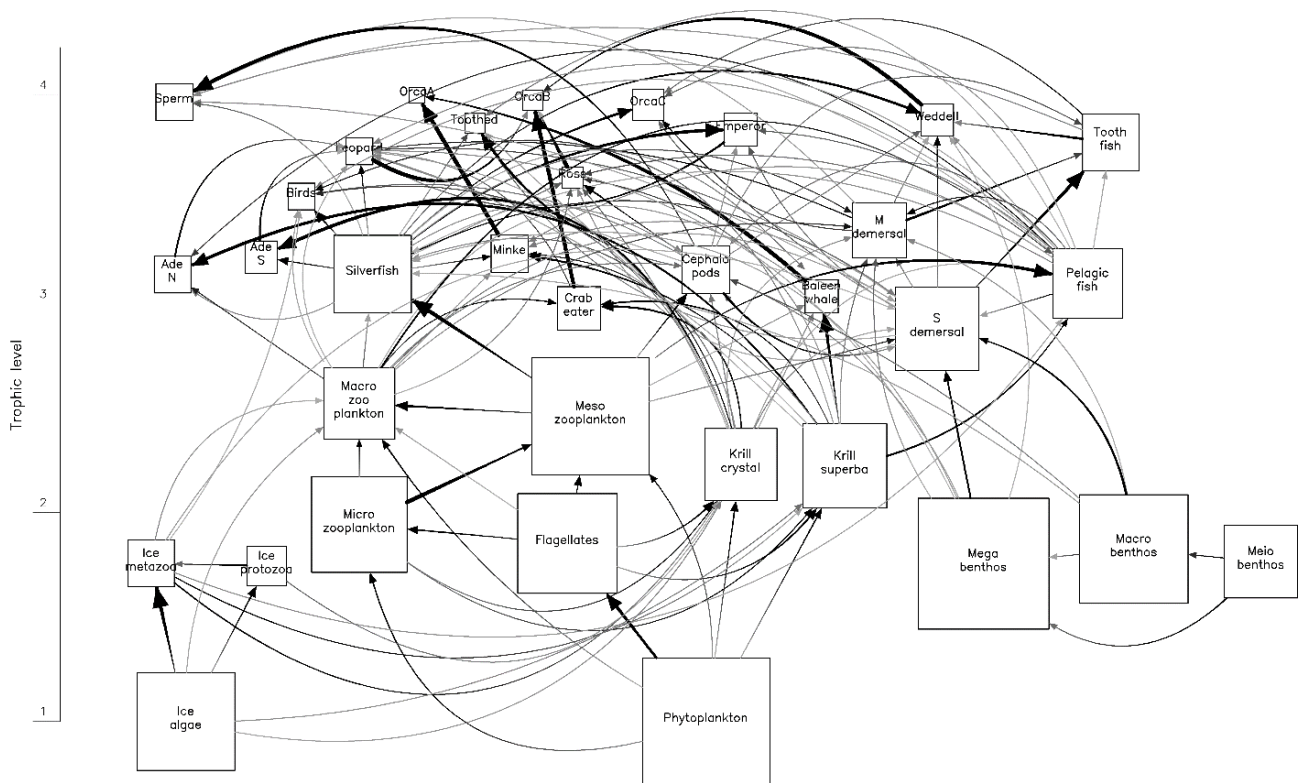 4
Sperm
OrcaA
OrcaB
OrcaC
Toothed
Emperor
Weddell
Tooth
fish
Leopard
Ross
Birds
M
demersal
Ade
N
Ade
S
Silverfish
Minke
Cephalo
pods
Pelagic
fish
3
Crab
eater
Baleen
whale
S
demersal
Trophic level
Macro
zoo
plankton
Meso
zooplankton
Krill
crystal
Krill
superba
2
Micro
zooplankton
Flagellates
Mega
benthos
Macro
benthos
Meio
benthos
Ice
metazoa
Ice
protozoa
1
Ice
algae
Phytoplankton